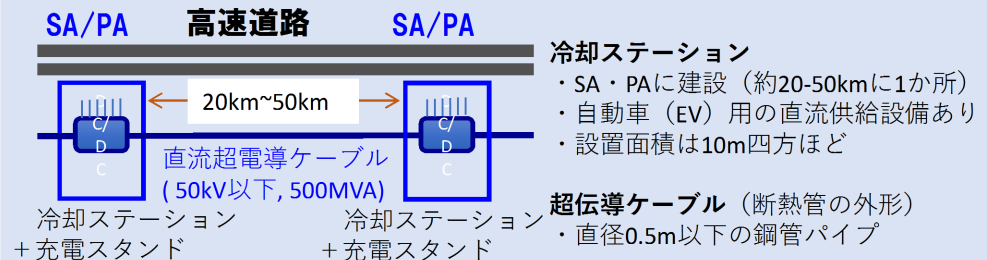 SA/PA
高速道路
SA/PA
20km~50km
C/
D
C
C/
D
C
直流超電導ケーブル
( 50kV以下, 500MVA)
冷却ステーション
＋充電スタンド
冷却ステーション
＋充電スタンド
冷却ステーション
・SA・PAに建設（約20-50kmに1か所）
・自動車（EV）用の直流供給設備あり
・設置面積は10m四方ほど
超伝導ケーブル（断熱管の外形）
・直径0.5m以下の鋼管パイプ